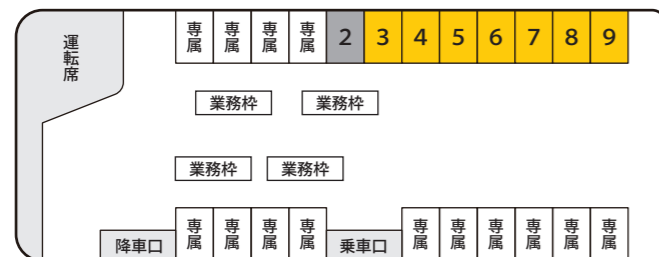 運転席
専属 専属 専属 専属 2 3 4 5 6 7 8 9
業務枠 業務枠
業務枠 業務枠
降車口 専属 専属 専属 専属 乗車口 専属 専属 専属 専属 専属 専属